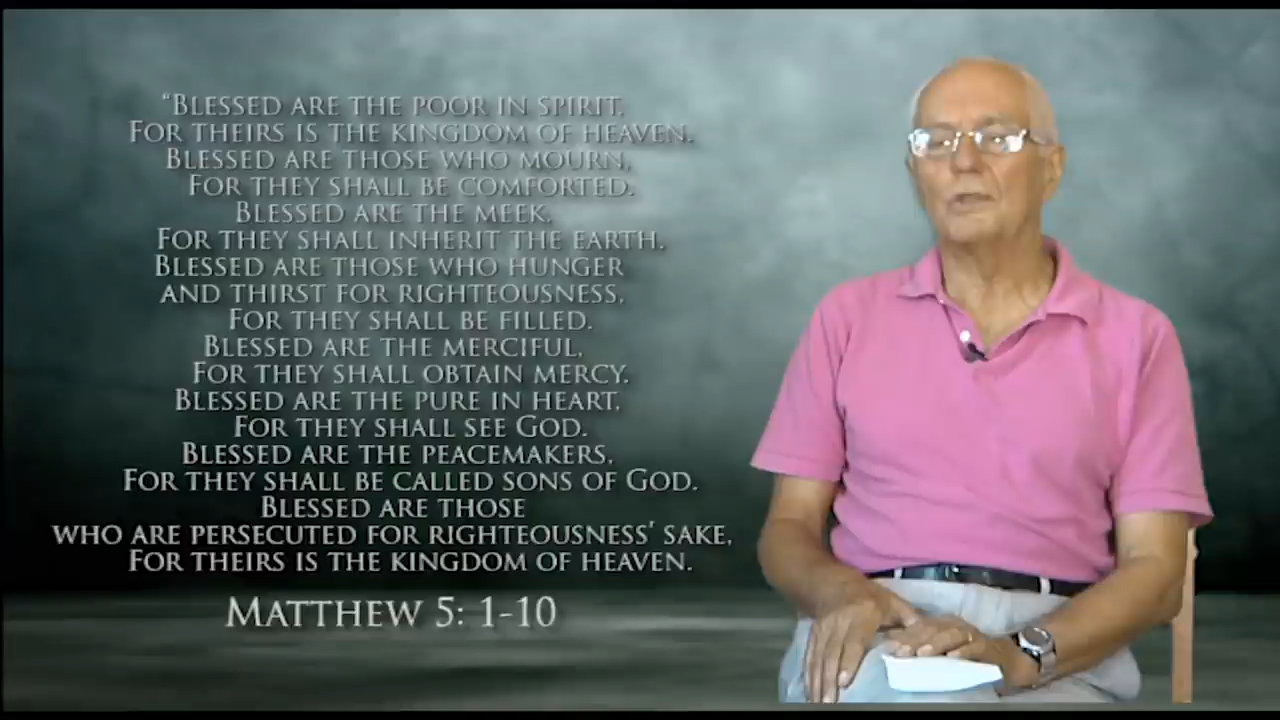 “Blessed are the poor in spirit,
For theirs is the kingdom of heaven.
Blessed are those who mourn,
For they shall be comforted.
Blessed are the meek,
For they shall inherit the earth.
Blessed are those who hunger
and thirst for righteousness,
For they shall be filled.
Blessed are the merciful,
For they shall obtain mercy.
Blessed are the pure in heart,
For they shall see God.
Blessed are the peacemakers,
For they shall be called sons of God.
Blessed are those
who are persecuted for righteousness' sake,
For theirs is the kingdom of heaven.
Matthew 5: 1-10